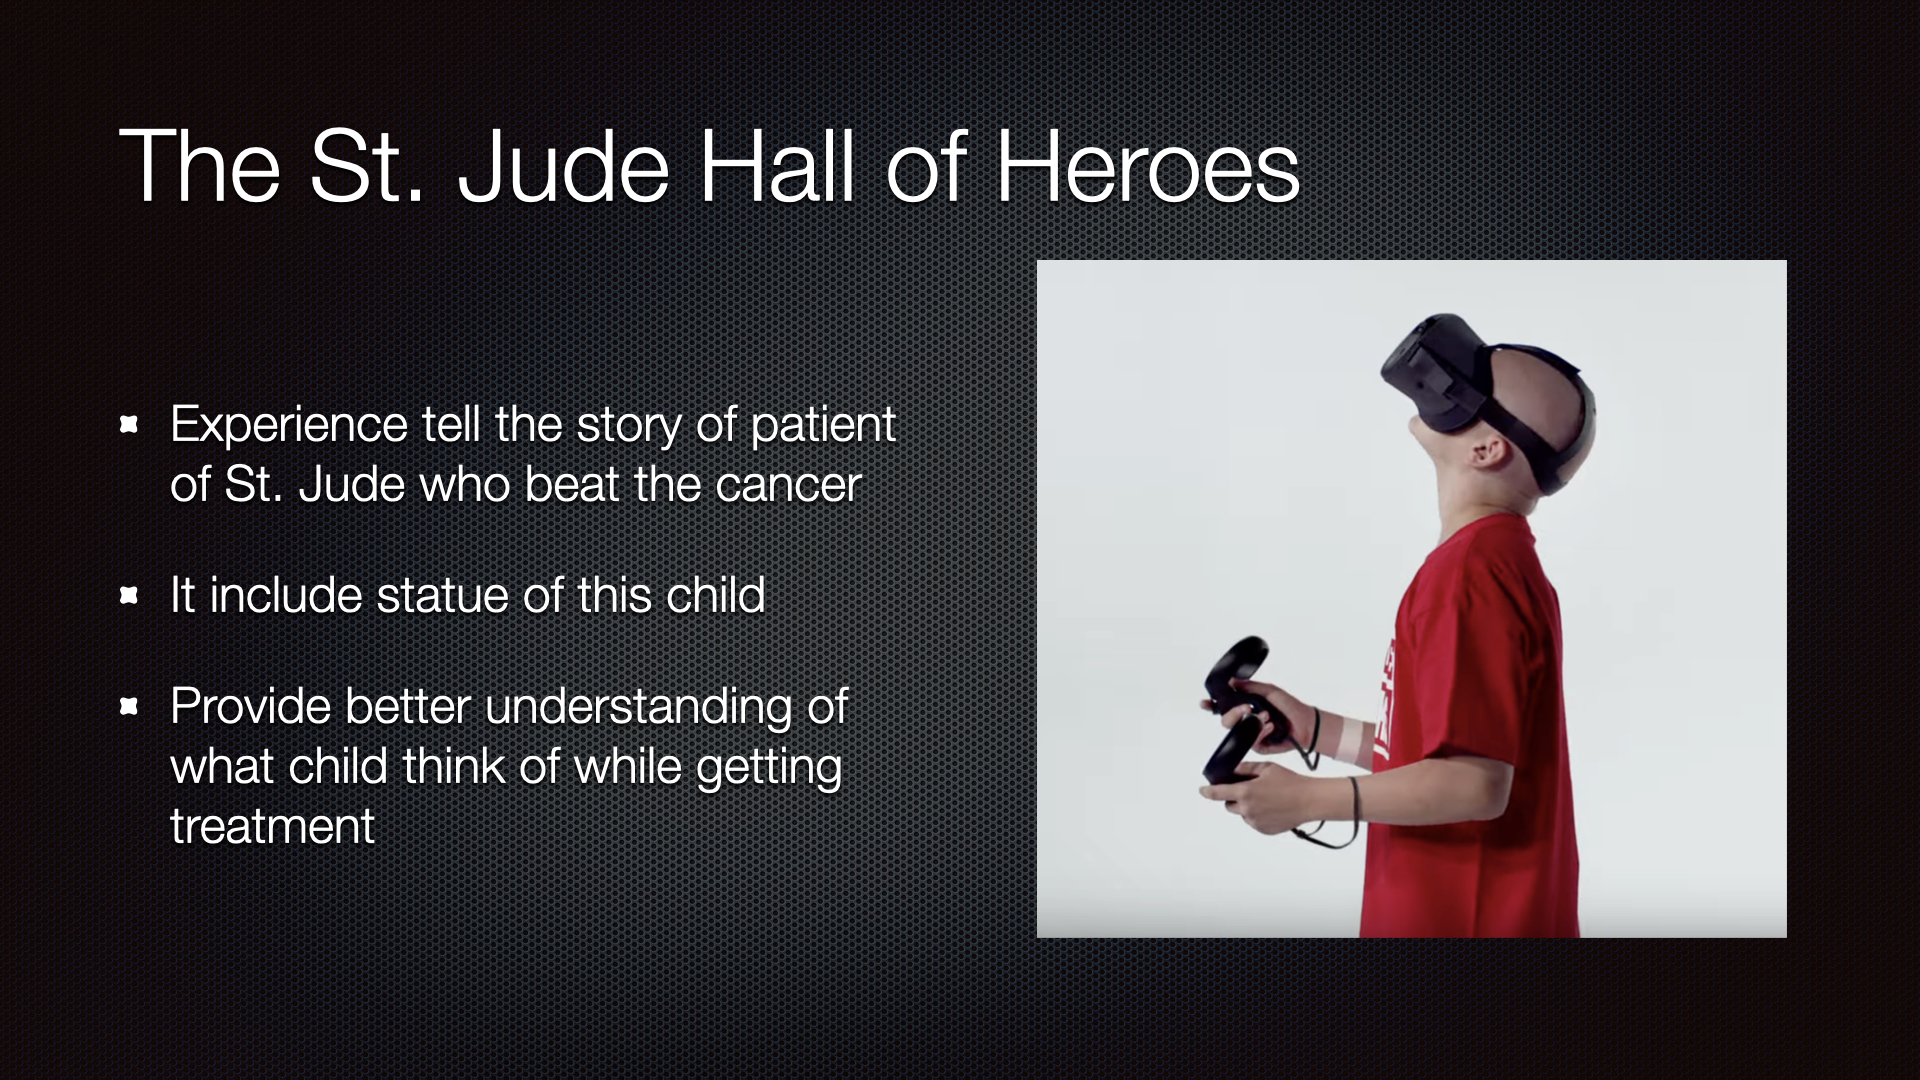 The St. Jude Hall of Heroes
Experience tell the story of patient
of St. Jude who beat the cancer
It include statue of this child
Provide better understanding of
what child think of while getting
treatment